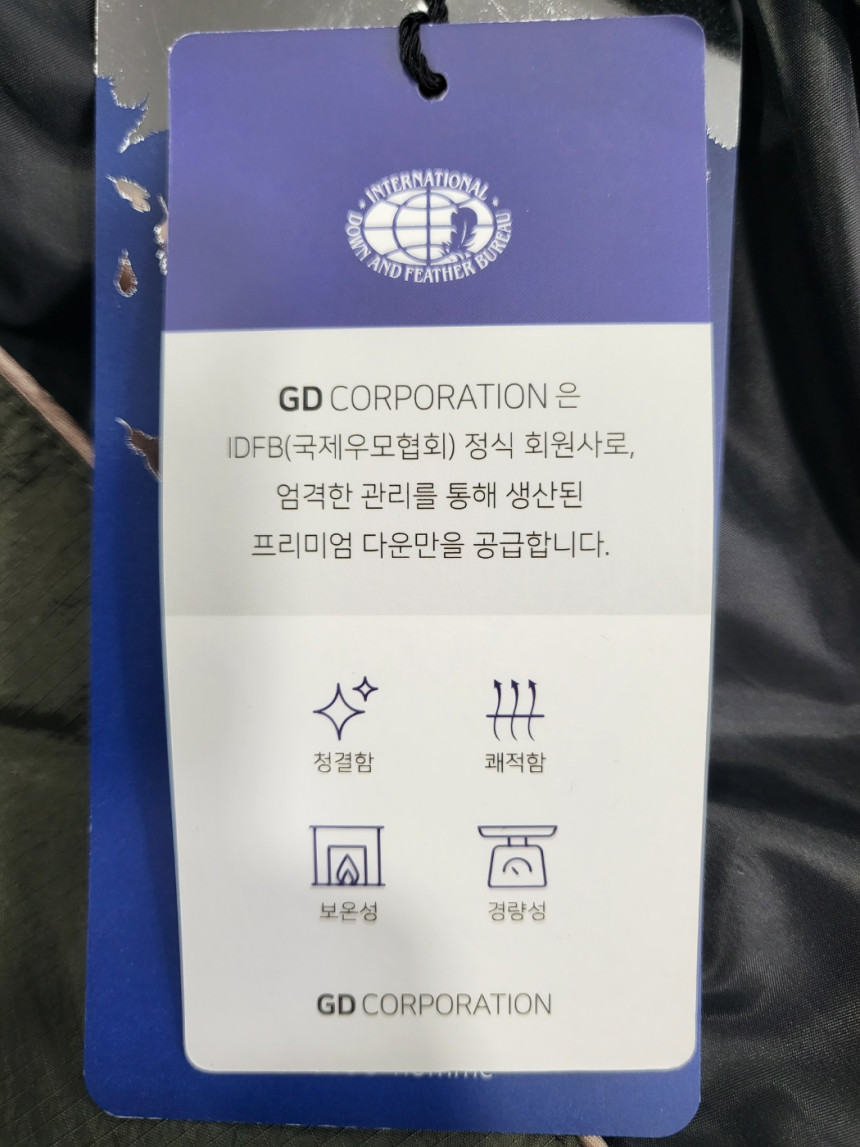 INTERNATIONAL
DOWN AND FEATHER BUREAU
GD CORPORATION 은
IDFB(국제우모협회) 정식 회원사로,
엄격한 관리를 통해 생산된
프리미엄 다운만을 공급합니다.
청결함 쾌적함
보온성 경량성
GD CORPORATION